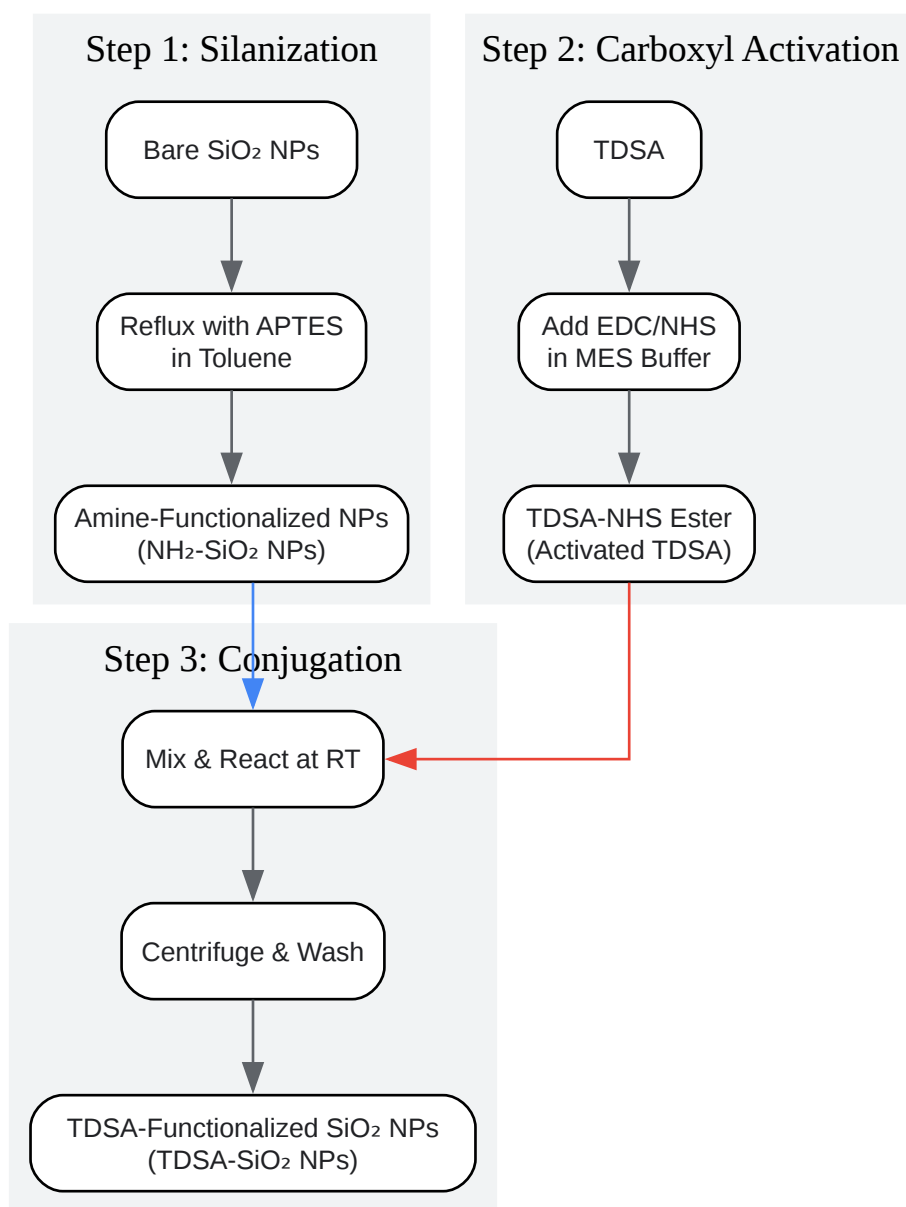 Step 1: Silanization
Bare SiO₂ NPs
Reflux with APTES
in Toluene
Amine-Functionalized NPs
(NH₂-SiO₂ NPs)
Step 2: Carboxyl Activation
TDSA
Add EDC/NHS
in MES Buffer
TDSA-NHS Ester
(Activated TDSA)
Step 3: Conjugation
Mix & React at RT
Centrifuge & Wash
TDSA-Functionalized SiO₂ NPs
(TDSA-SiO₂ NPs)